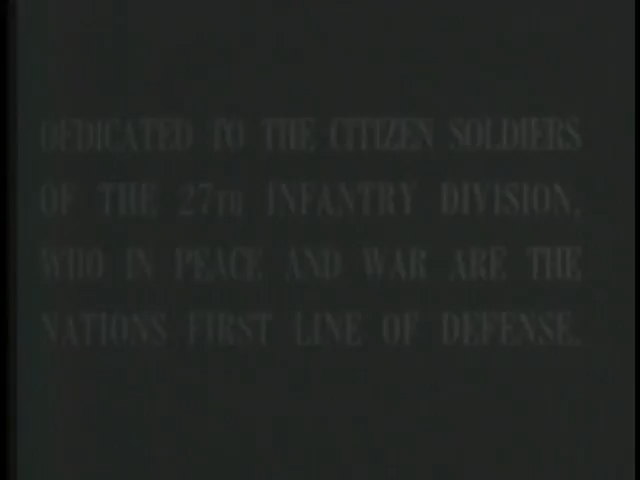 DEDICATED TO THE CITIZEN SOLDIERS
OF THE 27TH INFANTRY DIVISION,
WHO IN PEACE AND WAR ARE THE
NATIONS FIRST LINE OF DEFENSE.